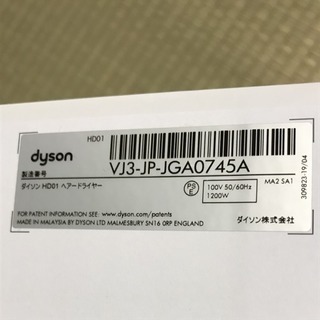 HD01
dyson
製造番号
VJ3-JP-JGA0745A
ダイソン HD01 ヘアードライヤー
PS
E
100V 50/60Hz
1200W
MA2 SA1
309823-19/04
FOR PATENT INFORMATION SEE: www.dyson.com/patents
MADE IN MALAYSIA BY DYSON LTD MALMESBURY SN16 0RP ENGLAND
ダイソン株式会社